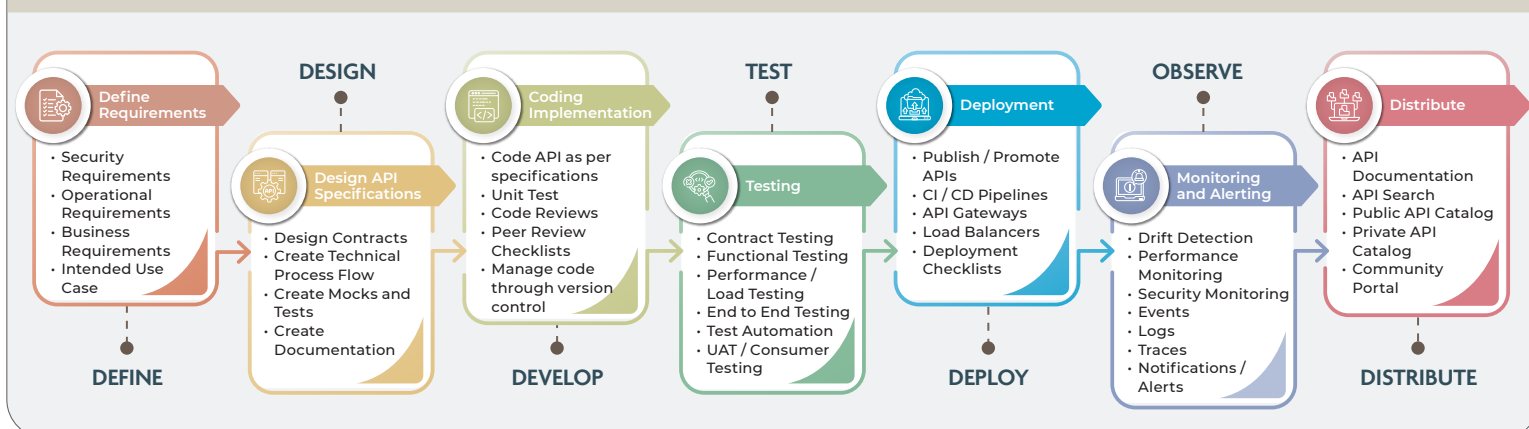 DEFINE
Define
Requirements
• Security
Requirements
• Operational
Requirements
• Business
Requirements
• Intended Use
Case
DESIGN
Design API
Specifications
• Design Contracts
• Create Technical
Process Flow
• Create Mocks and
Tests
• Create
Documentation
DEVELOP
Coding
Implementation
• Code API as per
specifications
• Unit Test
• Code Reviews
• Peer Review
Checklists
• Manage code
through version
control
TEST
Testing
• Contract Testing
• Functional Testing
• Performance /
Load Testing
• End to End Testing
• Test Automation
• UAT / Consumer
Testing
DEPLOY
Deployment
• Publish / Promote
APIs
• CI / CD Pipelines
• API Gateways
• Load Balancers
• Deployment
Checklists
OBSERVE
Monitoring
and Alerting
• Drift Detection
• Performance
Monitoring
• Security Monitoring
• Events
• Logs
• Traces
• Notifications /
Alerts
DISTRIBUTE
Distribute
• API
Documentation
• API Search
• Public API Catalog
• Private API
Catalog
• Community
Portal